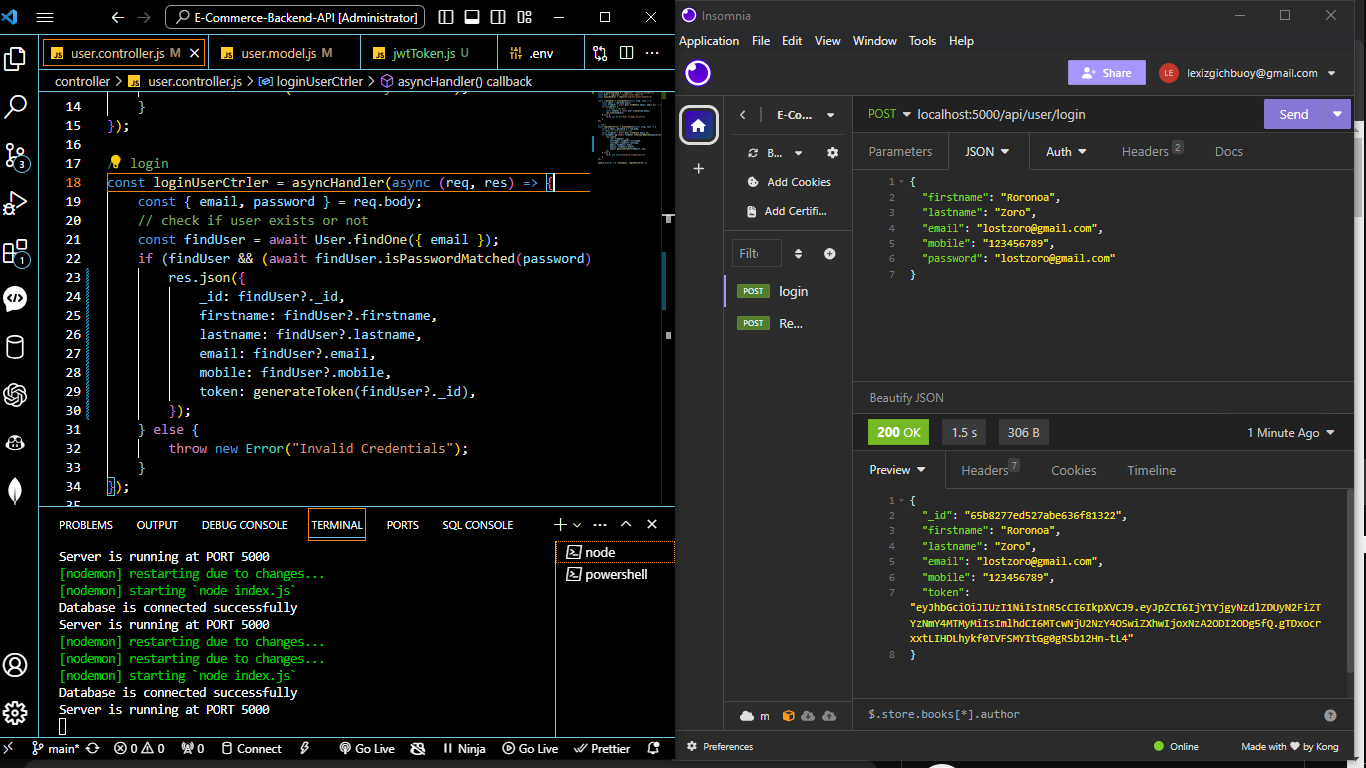 E-Commerce-Backend-API [Administrator]
user.controller.js M
user.model.js M
jwtToken.js U
.env
controller > user.controller.js > loginUserCtrler > asyncHandler() callback
14 }
15 });
16
17 // login
18 const loginUserCtrler = asyncHandler(async (req, res) => {
19 const { email, password } = req.body;
20 // check if user exists or not
21 const findUser = await User.findOne({ email });
22 if (findUser && (await findUser.isPasswordMatched(password)
23 res.json({
24 _id: findUser?._id,
25 firstname: findUser?.firstname,
26 lastname: findUser?.lastname,
27 email: findUser?.email,
28 mobile: findUser?.mobile,
29 token: generateToken(findUser?._id),
30 });
31 } else {
32 throw new Error("Invalid Credentials");
33 }
34 });
3
1
PROBLEMS OUTPUT DEBUG CONSOLE TERMINAL PORTS SQL CONSOLE
Server is running at PORT 5000
[nodemon] restarting due to changes...
[nodemon] starting `node index.js`
Database is connected successfully
Server is running at PORT 5000
[nodemon] restarting due to changes...
[nodemon] restarting due to changes...
[nodemon] starting `node index.js`
Database is connected successfully
Server is running at PORT 5000
node
powershell
main* 0 0 0 Connect Go Live Ninja Go Live Prettier
Insomnia
Application File Edit View Window Tools Help
Share
LE lexizgichbuoy@gmail.com
E-Co...
B...
Add Cookies
Add Certifi...
Filt
POST login
POST Re...
POST localhost:5000/api/user/login
Send
Parameters JSON Auth Headers 2 Docs
1 {
2 "firstname": "Roronoa",
3 "lastname": "Zoro",
4 "email": "lostzoro@gmail.com",
5 "mobile": "123456789",
6 "password": "lostzoro@gmail.com"
7 }
Beautify JSON
200 OK 1.5 s 306 B 1 Minute Ago
Preview Headers 7 Cookies Timeline
1 {
2 "_id": "65b8277ed527abe636f81322",
3 "firstname": "Roronoa",
4 "lastname": "Zoro",
5 "email": "lostzoro@gmail.com",
6 "mobile": "123456789",
7 "token":
"eyJhbGciOiJIUzI1NiIsInR5cCI6IkpXVCJ9.eyJpZCI6IjY1YjgyNzdlZDUyN2FiZT
YzNmY4MTMyMiIsImlhdCI6MTcwNjU2NzY4OSwiZXhwIjoxNzA2ODI2ODg5fQ.gTDxocr
xxtLIHDLhykf0IVFSMYItGg0gRSb12Hn-tL4"
8 }
$.store.books[*].author
m
Preferences
Online
Made with by Kong